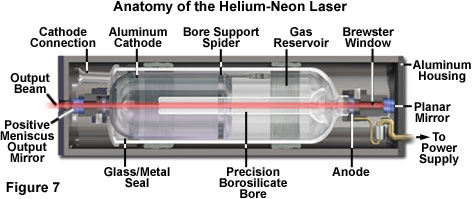 Anatomy of the Helium-Neon Laser
Cathode
Connection
Aluminum
Cathode
Bore Support
Spider
Gas
Reservoir
Brewster
Window
Aluminum
Housing
Output
Beam
Planar
Mirror
Positive
Meniscus
Output
Mirror
To
Power
Supply
Glass/Metal
Seal
Precision
Borosilicate
Bore
Anode
Figure 7